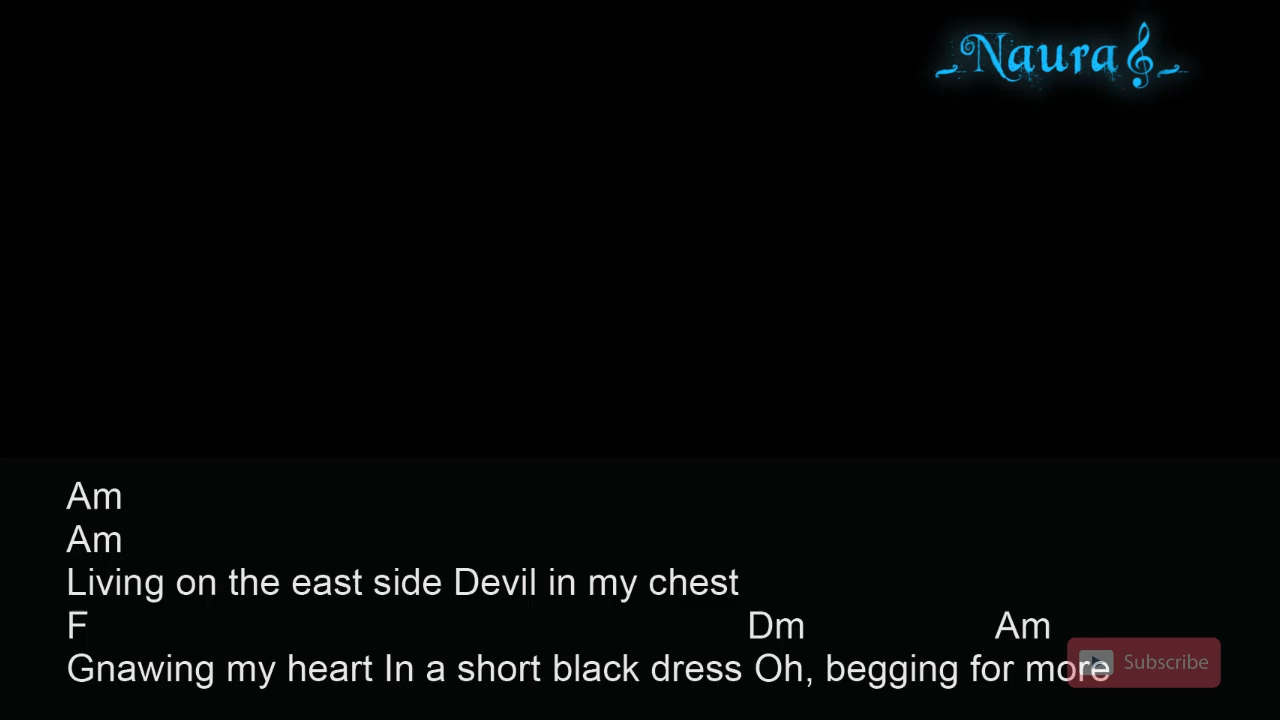 Naura
Am
Am
Living on the east side Devil in my chest
F Dm Am
Gnawing my heart In a short black dress Oh, begging for more
Subscribe